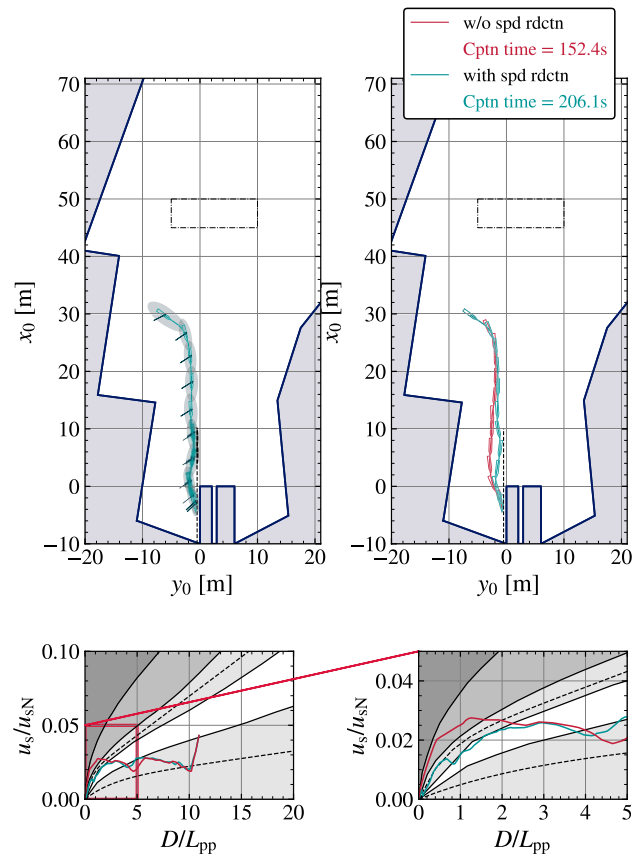 w/o spd rdctn
Cptn time = 152.4s
with spd rdctn
Cptn time = 206.1s
70
60
50
40
30
20
10
0
−10
x₀ [m]
−20 −10 0 10 20
y₀ [m]
70
60
50
40
30
20
10
0
−10
x₀ [m]
−20 −10 0 10 20
y₀ [m]
0.10
0.05
0.00
uₛ/uₛN
0 5 10 15 20
D/Lpp
0.04
0.02
0.00
uₛ/uₛN
0 1 2 3 4 5
D/Lpp